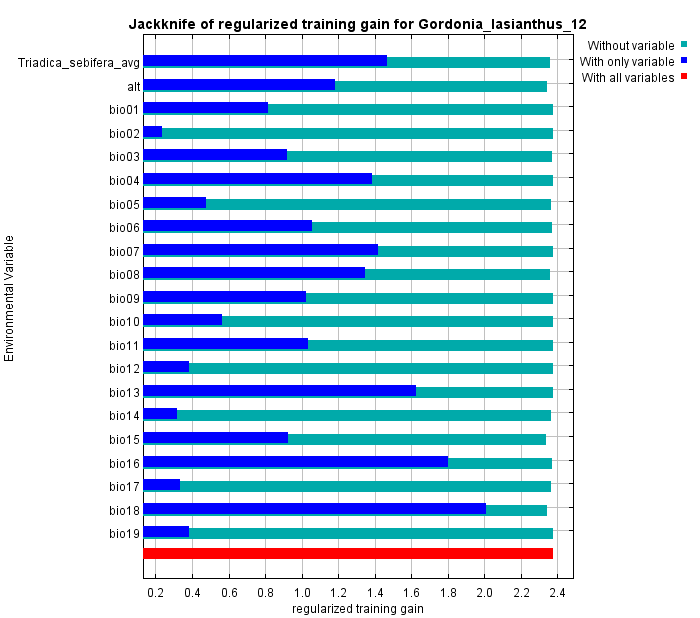 Jackknife of regularized training gain for Gordonia_lasianthus_12
Without variable
With only variable
With all variables
Environmental Variable
Triadica_sebifera_avg
alt
bio01
bio02
bio03
bio04
bio05
bio06
bio07
bio08
bio09
bio10
bio11
bio12
bio13
bio14
bio15
bio16
bio17
bio18
bio19
0.2 0.4 0.6 0.8 1.0 1.2 1.4 1.6 1.8 2.0 2.2 2.4
regularized training gain